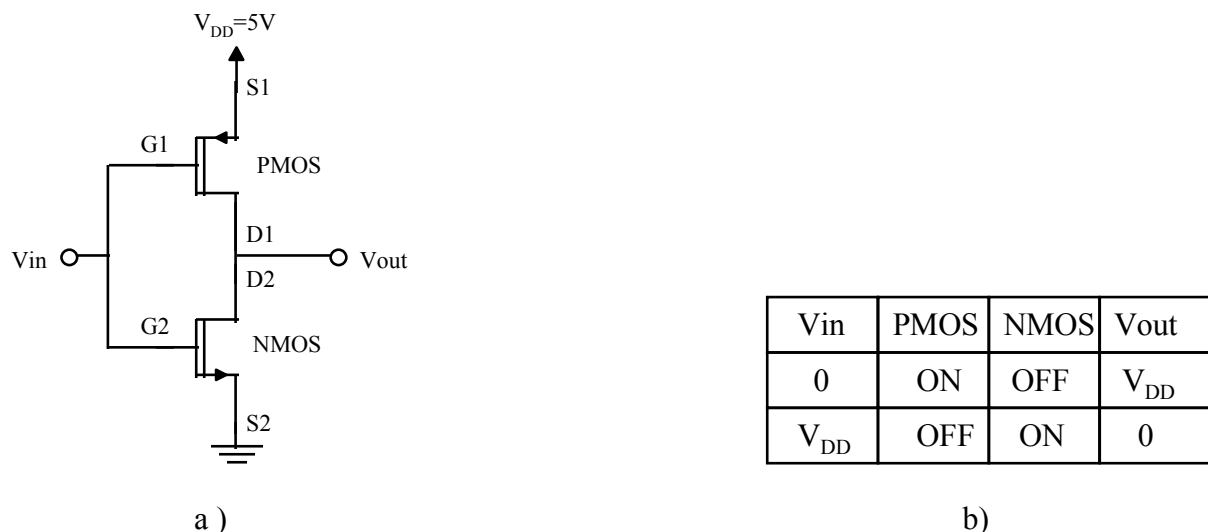 V_DD=5V
S1
G1
PMOS
D1
Vin
Vout
D2
G2
NMOS
S2
a )
Vin PMOS NMOS Vout
0 ON OFF V_DD
V_DD OFF ON 0
b)